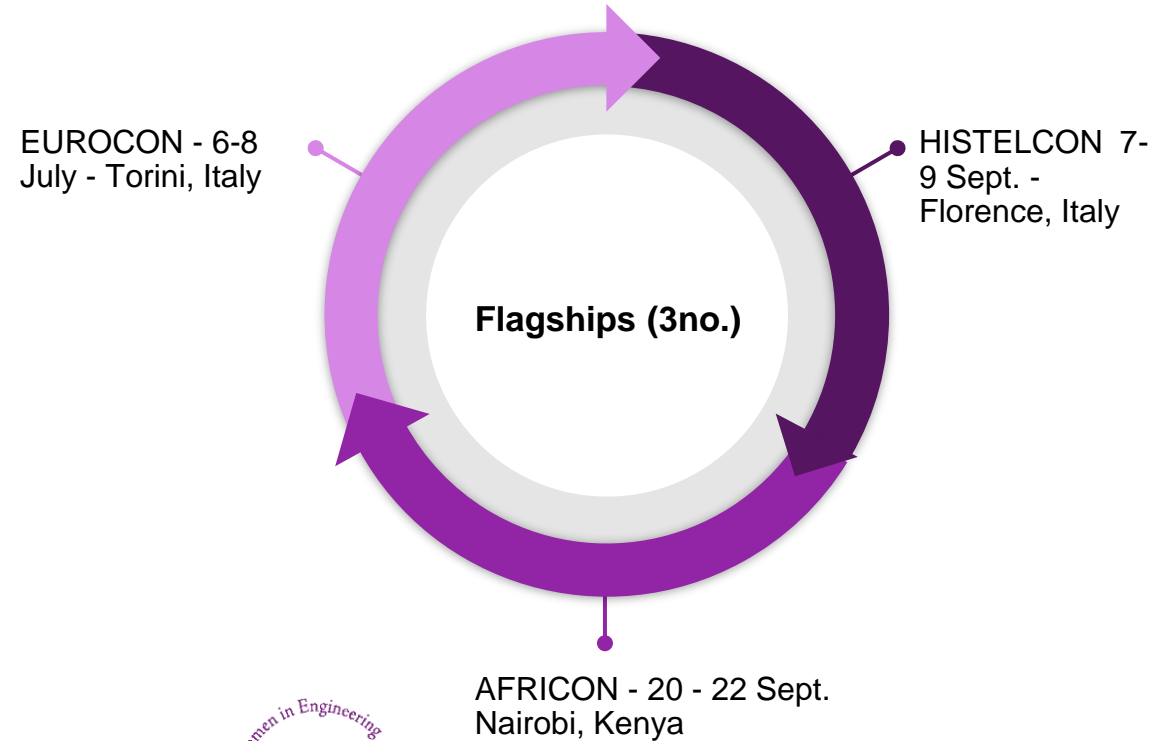 EUROCON - 6-8
July - Torini, Italy
HISTELCON 7-
9 Sept. -
Florence, Italy
Flagships (3no.)
AFRICON - 20 - 22 Sept.
Nairobi, Kenya
in Engineering